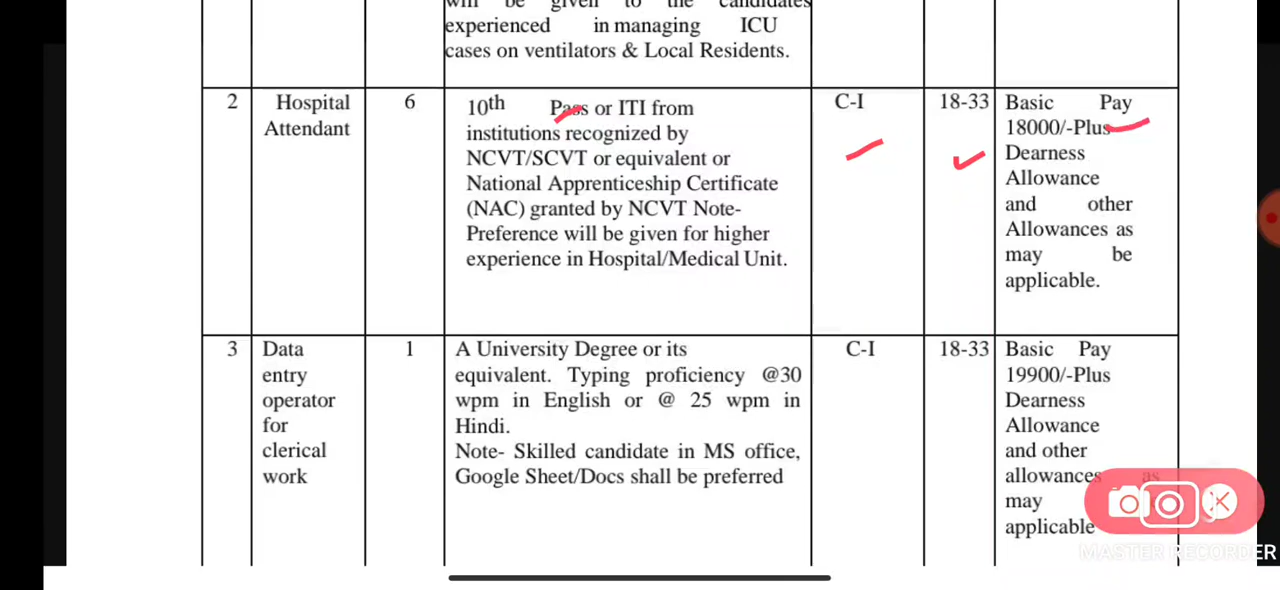 will be given to the candidates
experienced in managing ICU
cases on ventilators & Local Residents.
2
Hospital
Attendant
6
10th Pass or ITI from
institutions recognized by
NCVT/SCVT or equivalent or
National Apprenticeship Certificate
(NAC) granted by NCVT Note-
Preference will be given for higher
experience in Hospital/Medical Unit.
C-I
18-33
Basic Pay
18000/-Plus
Dearness
Allowance
and other
Allowances as
may be
applicable.
3
Data
entry
operator
for
clerical
work
1
A University Degree or its
equivalent. Typing proficiency @30
wpm in English or @ 25 wpm in
Hindi.
Note- Skilled candidate in MS office,
Google Sheet/Docs shall be preferred
C-I
18-33
Basic Pay
19900/-Plus
Dearness
Allowance
and other
allowances as
may
applicable
MASTER RECORDER